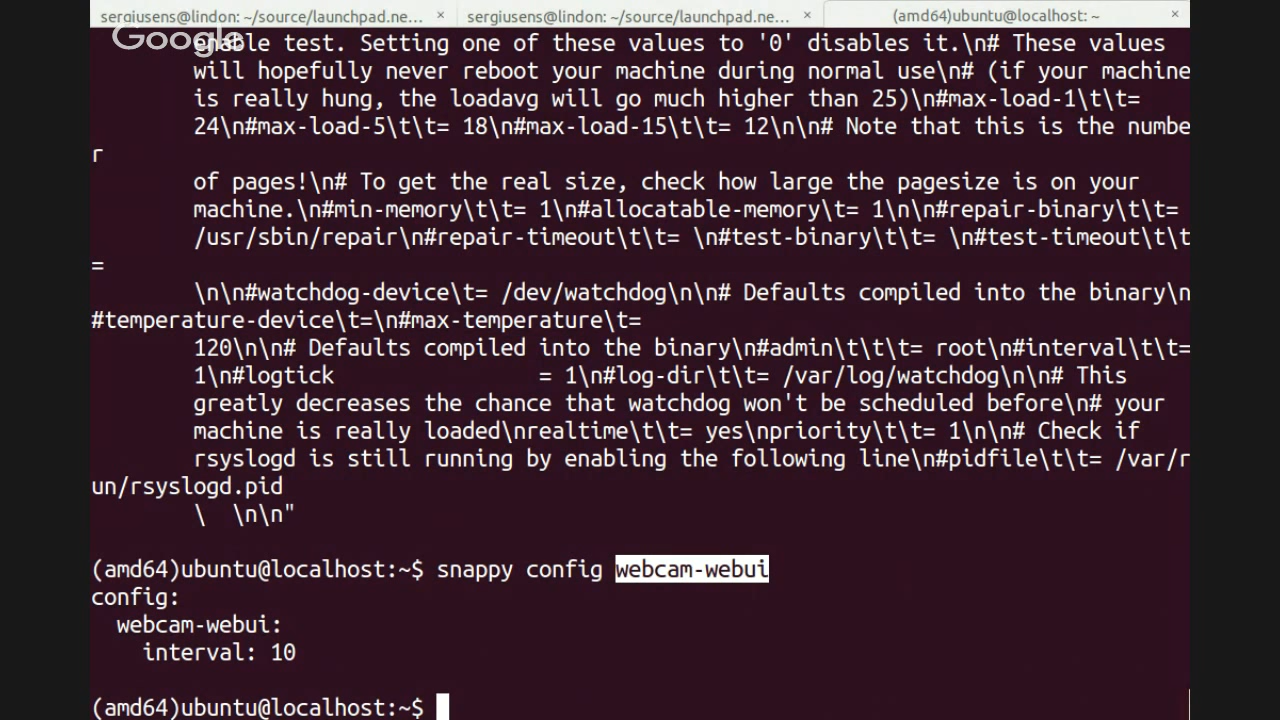 sergiusens@lindon: ~/source/launchpad.ne... × sergiusens@lindon: ~/source/launchpad.ne... × (amd64)ubuntu@localhost: ~ ×
Google
enable test. Setting one of these values to '0' disables it.\n# These values
will hopefully never reboot your machine during normal use\n# (if your machine
is really hung, the loadavg will go much higher than 25)\n#max-load-1\t\t=
24\n#max-load-5\t\t= 18\n#max-load-15\t\t= 12\n\n# Note that this is the numbe
r
of pages!\n# To get the real size, check how large the pagesize is on your
machine.\n#min-memory\t\t= 1\n#allocatable-memory\t= 1\n\n#repair-binary\t\t=
/usr/sbin/repair\n#repair-timeout\t\t= \n#test-binary\t\t= \n#test-timeout\t\t
=
\n\n#watchdog-device\t= /dev/watchdog\n\n# Defaults compiled into the binary\n
#temperature-device\t=\n#max-temperature\t=
120\n\n# Defaults compiled into the binary\n#admin\t\t\t= root\n#interval\t\t=
1\n#logtick                = 1\n#log-dir\t\t= /var/log/watchdog\n\n# This
greatly decreases the chance that watchdog won't be scheduled before\n# your
machine is really loaded\nrealtime\t\t= yes\npriority\t\t= 1\n\n# Check if
rsyslogd is still running by enabling the following line\n#pidfile\t\t= /var/r
un/rsyslogd.pid
\  \n\n"
(amd64)ubuntu@localhost:~$ snappy config webcam-webui
config:
webcam-webui:
interval: 10
(amd64)ubuntu@localhost:~$